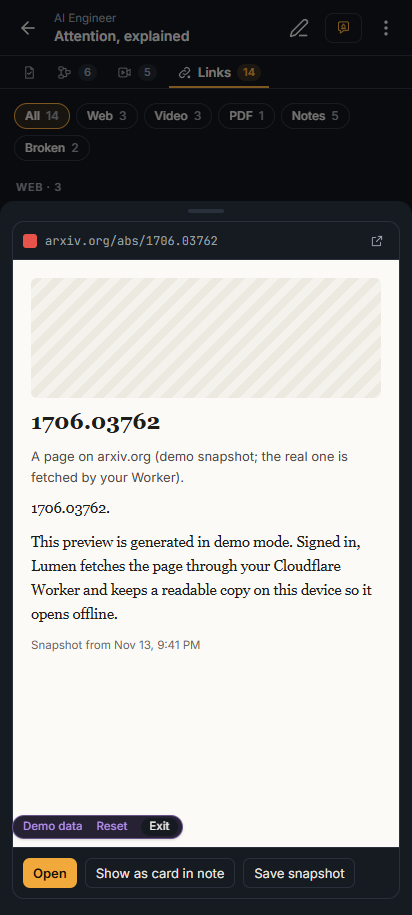 AI Engineer
Attention, explained
6
5
Links 14
All 14
Web 3
Video 3
PDF 1
Notes 5
Broken 2
WEB · 3
arxiv.org/abs/1706.03762
1706.03762
A page on arxiv.org (demo snapshot; the real one is
fetched by your Worker).
1706.03762.
This preview is generated in demo mode. Signed in,
Lumen fetches the page through your Cloudflare
Worker and keeps a readable copy on this device so it
opens offline.
Snapshot from Nov 13, 9:41 PM
Demo data Reset Exit
Open
Show as card in note
Save snapshot